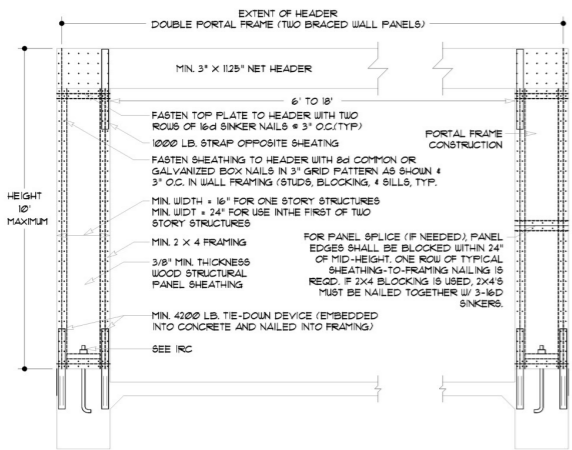 EXTENT OF HEADER
DOUBLE PORTAL FRAME (TWO BRACED WALL PANELS)
MIN. 3" X 11.25" NET HEADER
6' TO 18'
FASTEN TOP PLATE TO HEADER WITH TWO
ROWS OF 16d SINKER NAILS @ 3" O.C.(TYP)
1000 LB. STRAP OPPOSITE SHEATING
FASTEN SHEATHING TO HEADER WITH 8d COMMON OR
GALVANIZED BOX NAILS IN 3" GRID PATTERN AS SHOWN &
3" O.C. IN WALL FRAMING (STUDS, BLOCKING, & SILLS, TYP.
PORTAL FRAME
CONSTRUCTION
HEIGHT
10'
MAXIMUM
MIN. WIDTH = 16" FOR ONE STORY STRUCTURES
MIN. WIDT = 24" FOR USE INTHE FIRST OF TWO
STORY STRUCTURES
MIN. 2 X 4 FRAMING
3/8" MIN. THICKNESS
WOOD STRUCTURAL
PANEL SHEATHING
FOR PANEL SPLICE (IF NEEDED), PANEL
EDGES SHALL BE BLOCKED WITHIN 24"
OF MID-HEIGHT. ONE ROW OF TYPICAL
SHEATHING-TO-FRAMING NAILING IS
REQD. IF 2X4 BLOCKING IS USED, 2X4'S
MUST BE NAILED TOGETHER W/ 3-16D
SINKERS.
MIN. 4200 LB. TIE-DOWN DEVICE (EMBEDDED
INTO CONCRETE AND NAILED INTO FRAMING)
SEE IRC